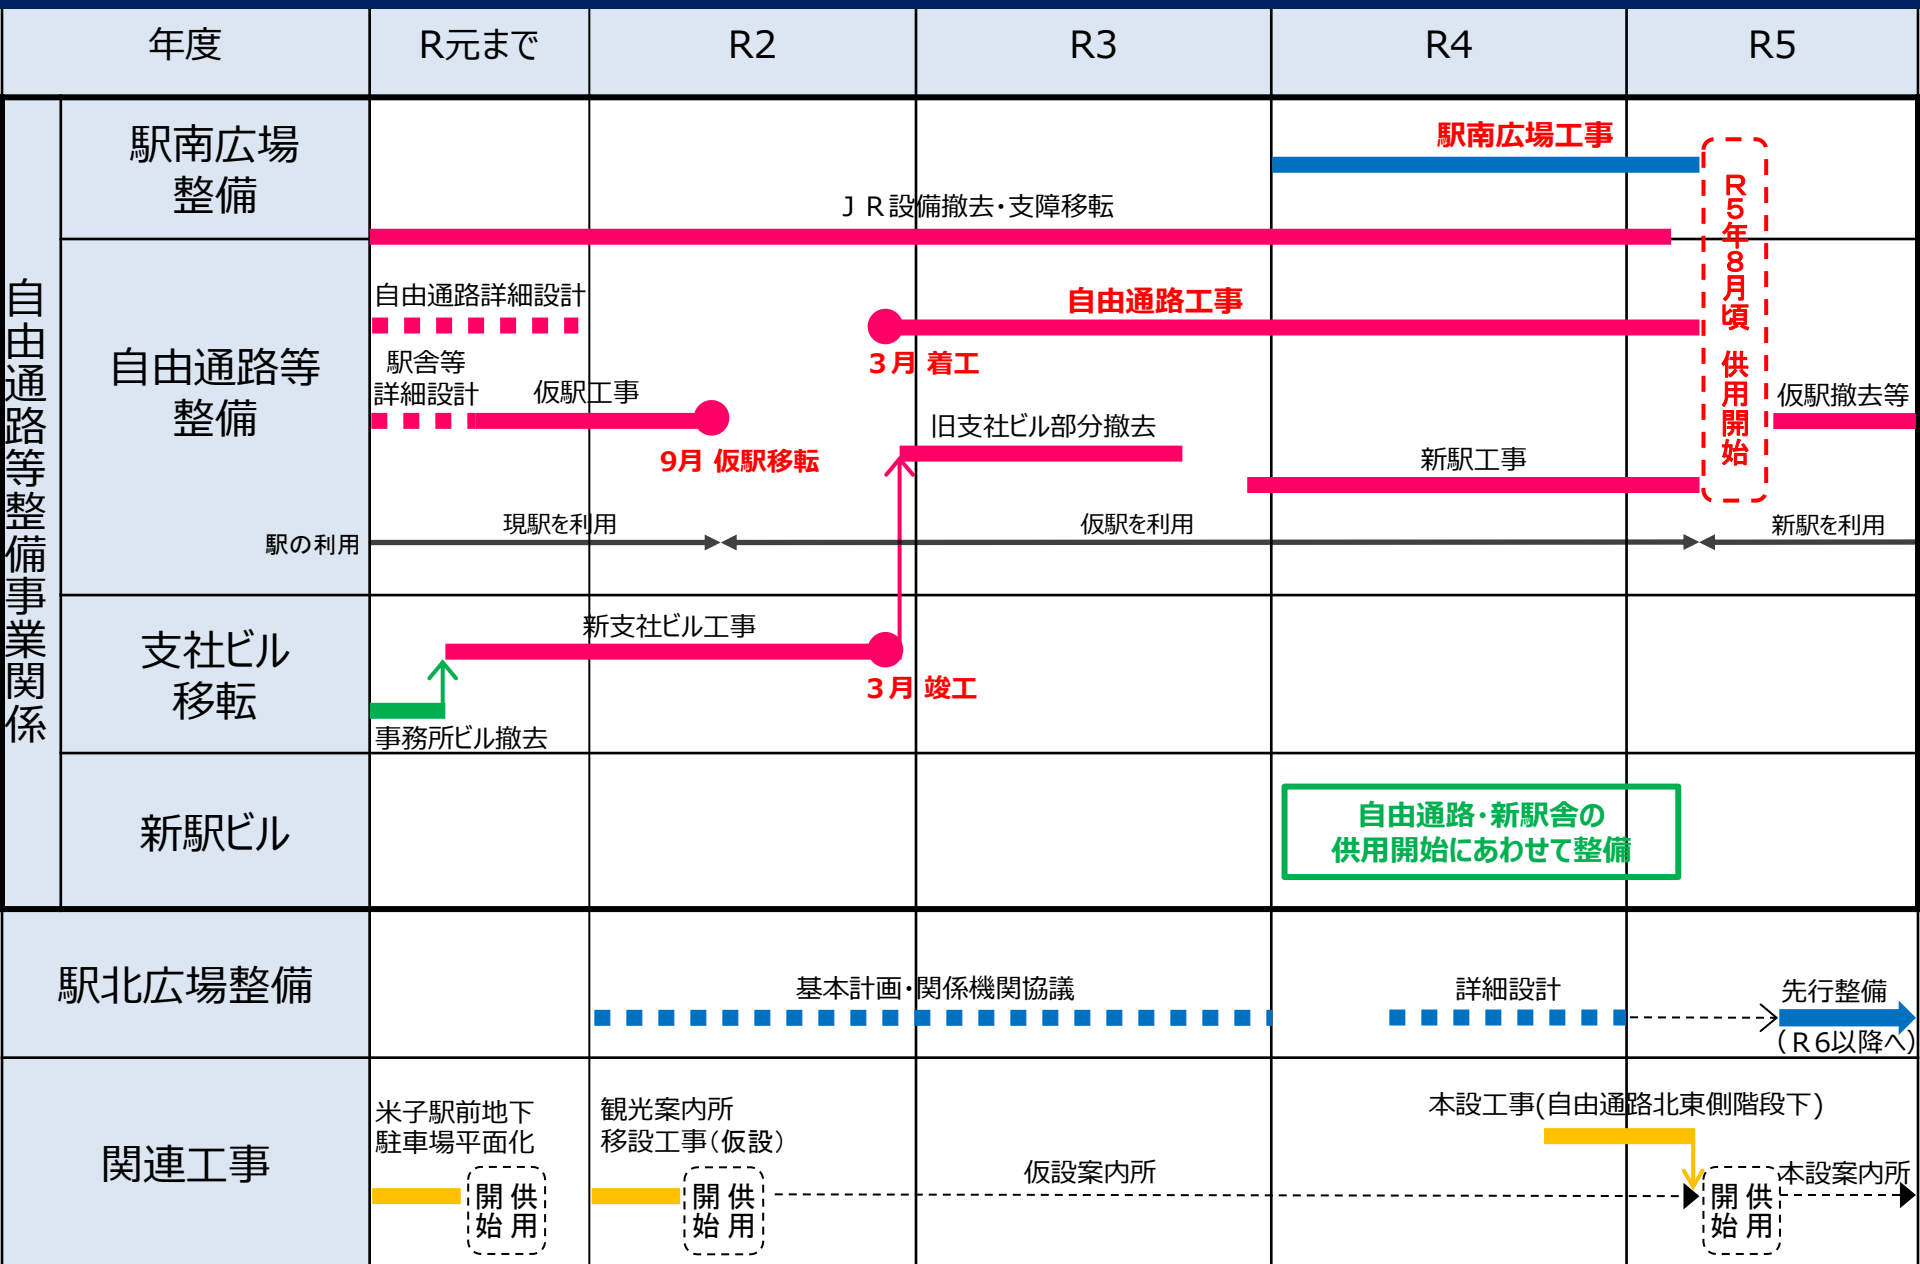 年度
R元まで
R2
R3
R4
R5
自由通路等整備事業関係
駅南広場
整備
駅南広場工事
JR設備撤去・支障移転
R5年8月頃 供用開始
自由通路等
整備
自由通路詳細設計
自由通路工事
3月 着工
駅舎等
詳細設計
仮駅工事
9月 仮駅移転
旧支社ビル部分撤去
新駅工事
仮駅撤去等
駅の利用
現駅を利用
仮駅を利用
新駅を利用
支社ビル
移転
新支社ビル工事
3月 竣工
事務所ビル撤去
新駅ビル
自由通路・新駅舎の
供用開始にあわせて整備
駅北広場整備
基本計画・関係機関協議
詳細設計
先行整備
(R6以降へ)
関連工事
米子駅前地下
駐車場平面化
供用
開始
観光案内所
移設工事(仮設)
供用
開始
仮設案内所
本設工事(自由通路北東側階段下)
供用
開始
本設案内所